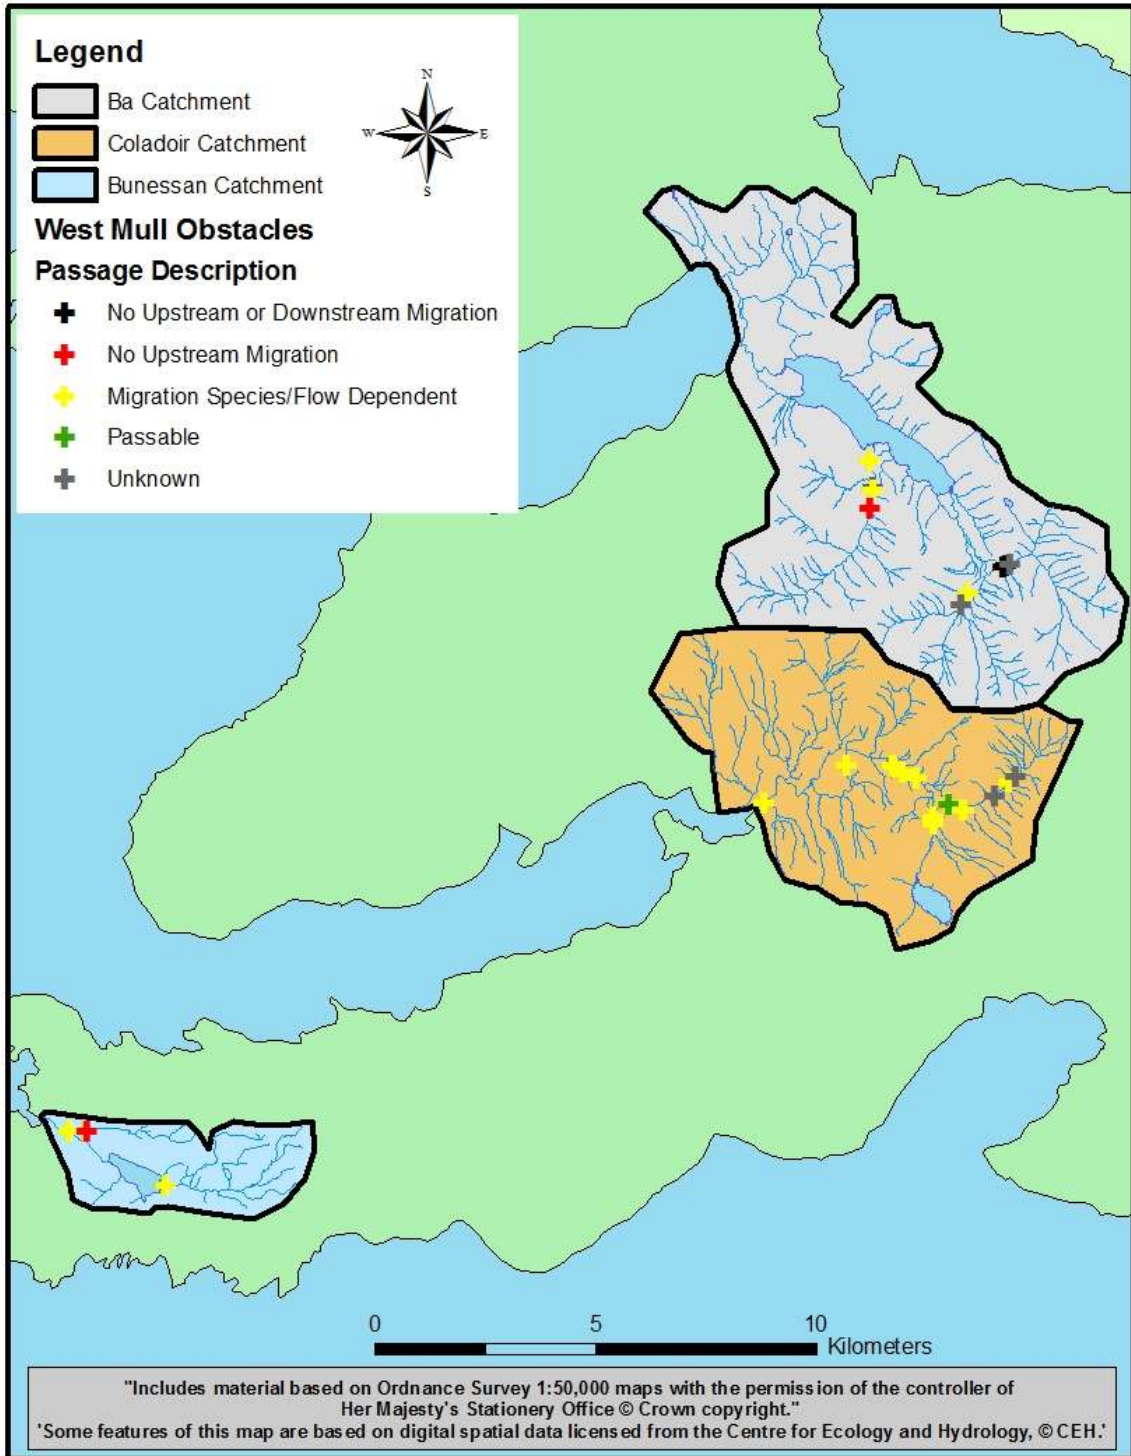 Legend
Ba Catchment
Coladoir Catchment
Bunessan Catchment
N
W
E
S
West Mull Obstacles
Passage Description
No Upstream or Downstream Migration
No Upstream Migration
Migration Species/Flow Dependent
Passable
Unknown
0 5 10
Kilometers
"Includes material based on Ordnance Survey 1:50,000 maps with the permission of the controller of
Her Majesty's Stationery Office © Crown copyright."
'Some features of this map are based on digital spatial data licensed from the Centre for Ecology and Hydrology, © CEH.'